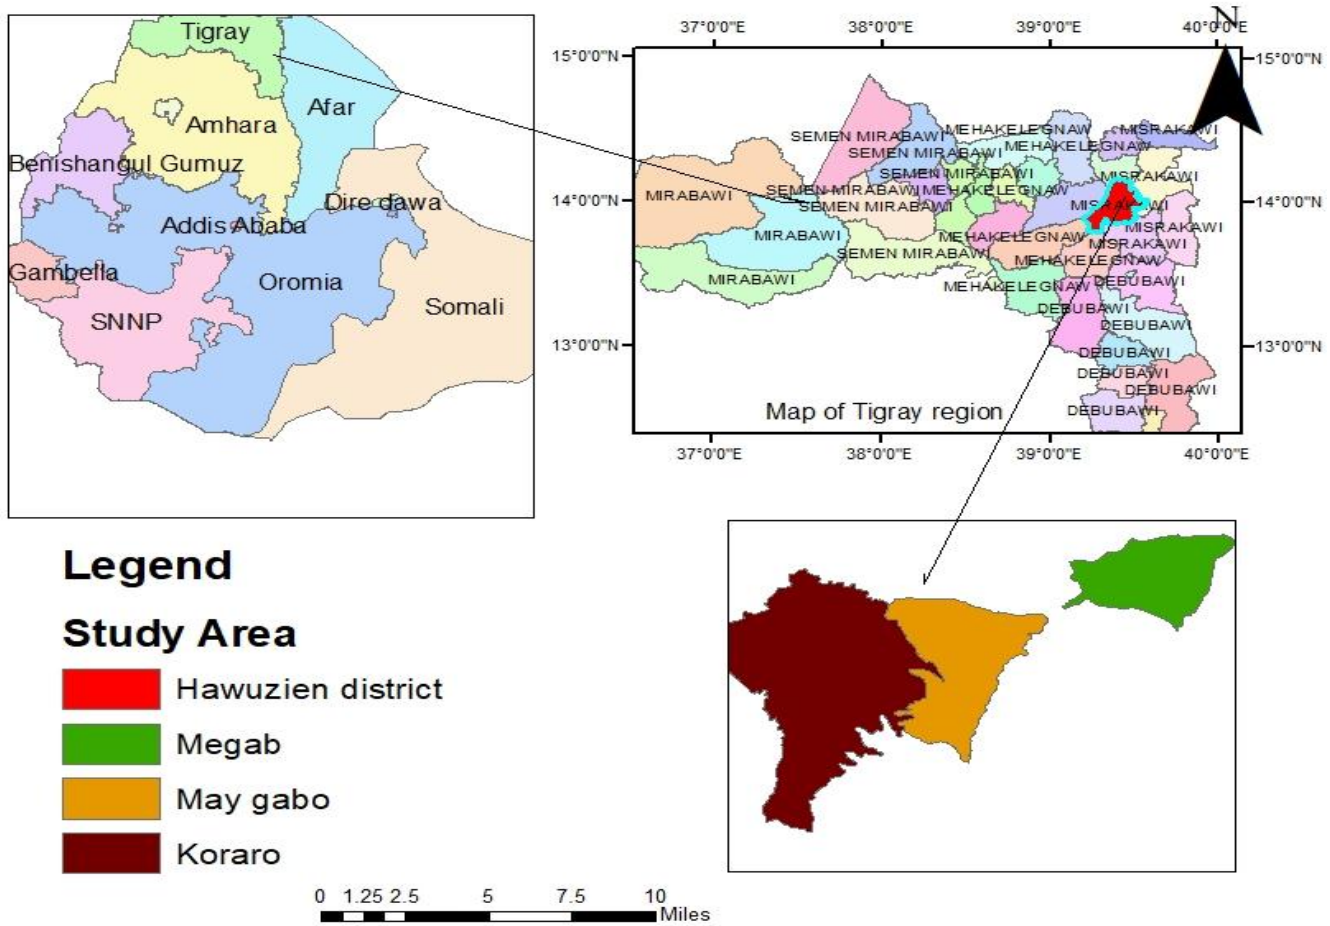 Tigray
Afar
Amhara
Benishangul Gumuz
Dire dawa
Addis Ababa
Gambella
Oromia
SNNP
Somali
37°0'0"E 38°0'0"E 39°0'0"E 40°0'0"E
N
15°0'0"N 15°0'0"N
14°0'0"N 14°0'0"N
13°0'0"N 13°0'0"N
SEMEN MIRABAWI
MEHAKELEGNAW
MISRAKAWI
SEMEN MIRABAWI
MEHAKELEGNAW
SEMEN MIRABAWI
MISRAKAWI
MIRABAWI
SEMEN MIRABAWI
MEHAKELEGNAW
SEMEN MIRABAWI
MISRAKAWI
MIRABAWI
MEHAKELEGNAW
MISRAKAWI
MISRAKAWI
SEMEN MIRABAWI
MEHAKELEGNAW
MIRABAWI
MEHAKELEGNAW
DEBUBAWI
DEBUBAWI
DEBUBAWI
DEBUBAWI
DEBUBAWI
DEBUBAWI
DEBUBAWI
Map of Tigray region
37°0'0"E 38°0'0"E 39°0'0"E 40°0'0"E
Legend
Study Area
Hawuzien district
Megab
May gabo
Koraro
0 1.25 2.5 5 7.5 10
Miles